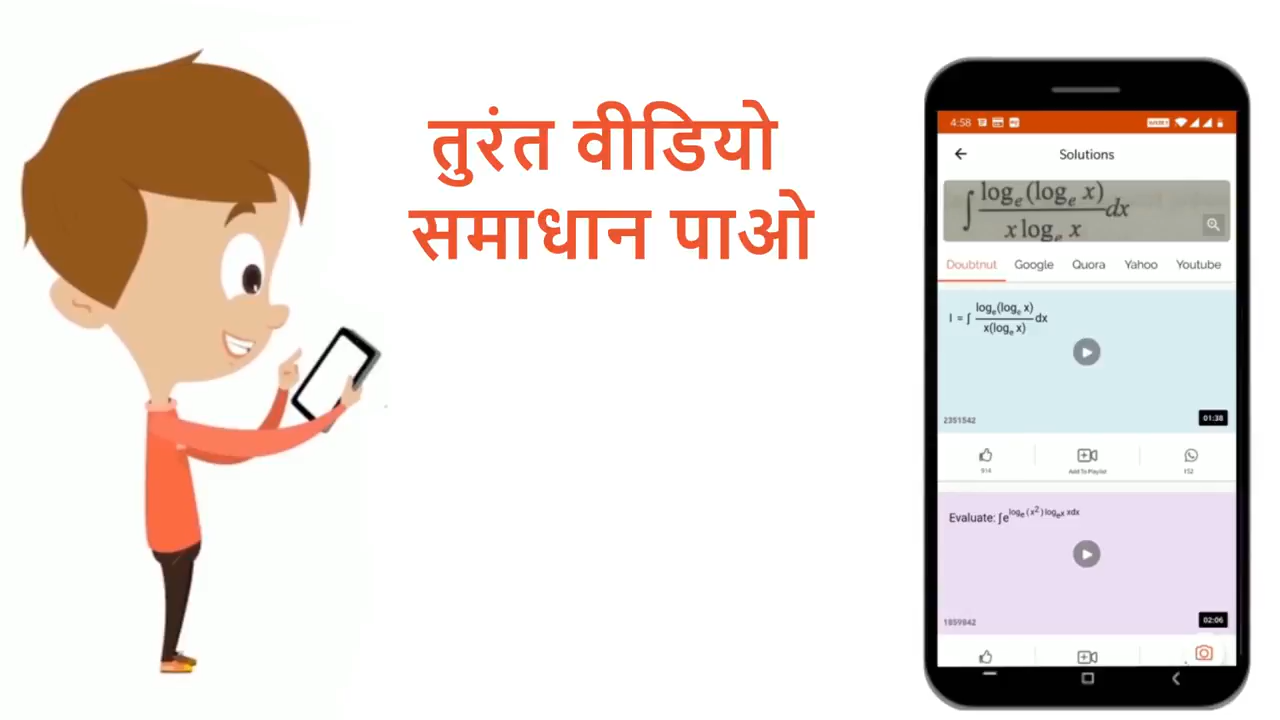 तुरंत वीडियो
समाधान पाओ
4:58
Solutions
∫ logₑ(logₑ x) / x logₑ x dx
Doubtnut Google Quora Yahoo Youtube
I = ∫ logₑ(logₑ x) / x(logₑ x) dx
2351542
01:38
914
Add To Playlist
152
Evaluate: ∫e^logₑ(x²) logₑx xdx
1859842
02:06